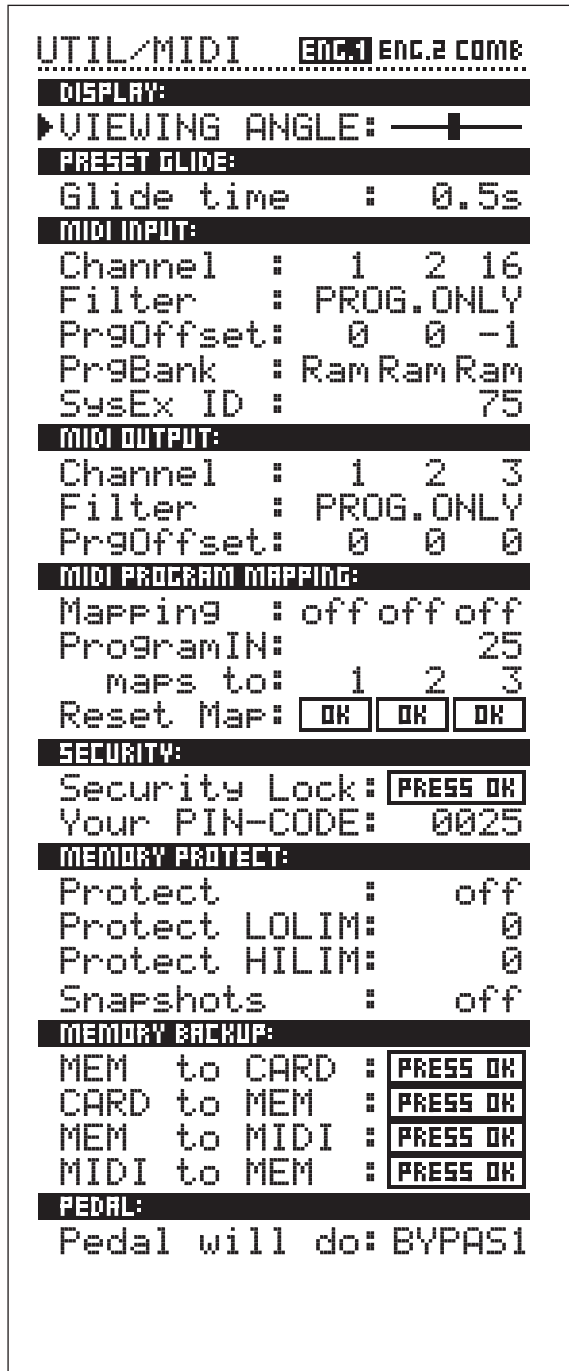 UTIL/MIDI ENG.1 ENG.2 COMB
DISPLAY:
VIEWING ANGLE:
PRESET GLIDE:
Glide time : 0.5s
MIDI INPUT:
Channel : 1 2 16
Filter : PROG.ONLY
PrgOffset: 0 0 -1
PrgBank : Ram Ram Ram
SysEx ID : 75
MIDI OUTPUT:
Channel : 1 2 3
Filter : PROG.ONLY
PrgOffset: 0 0 0
MIDI PROGRAM MAPPING:
Mapping : off off off
ProgramIN: 25
maps to: 1 2 3
Reset Map: OK OK OK
SECURITY:
Security Lock: PRESS OK
Your PIN-CODE: 0025
MEMORY PROTECT:
Protect : off
Protect LOLIM: 0
Protect HILIM: 0
Snapshots : off
MEMORY BACKUP:
MEM to CARD : PRESS OK
CARD to MEM : PRESS OK
MEM to MIDI : PRESS OK
MIDI to MEM : PRESS OK
PEDAL:
Pedal will do: BYPAS1